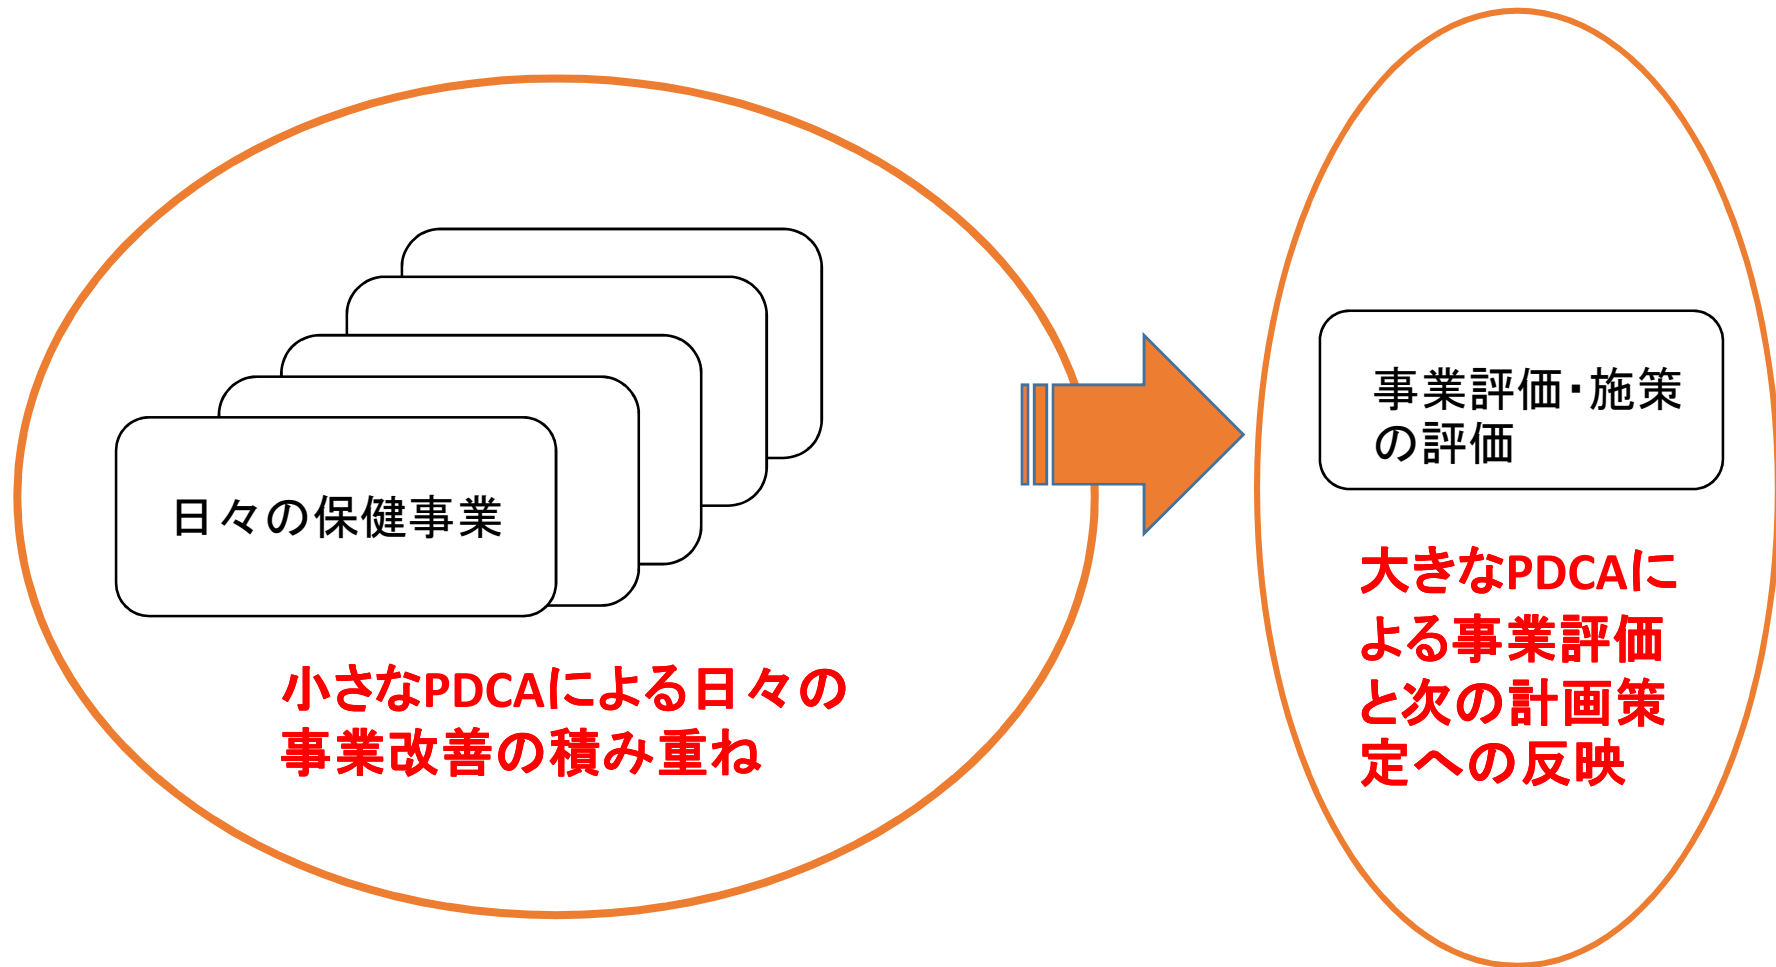 日々の保健事業
小さなPDCAによる日々の
事業改善の積み重ね
事業評価・施策
の評価
大きなPDCAに
よる事業評価
と次の計画策
定への反映